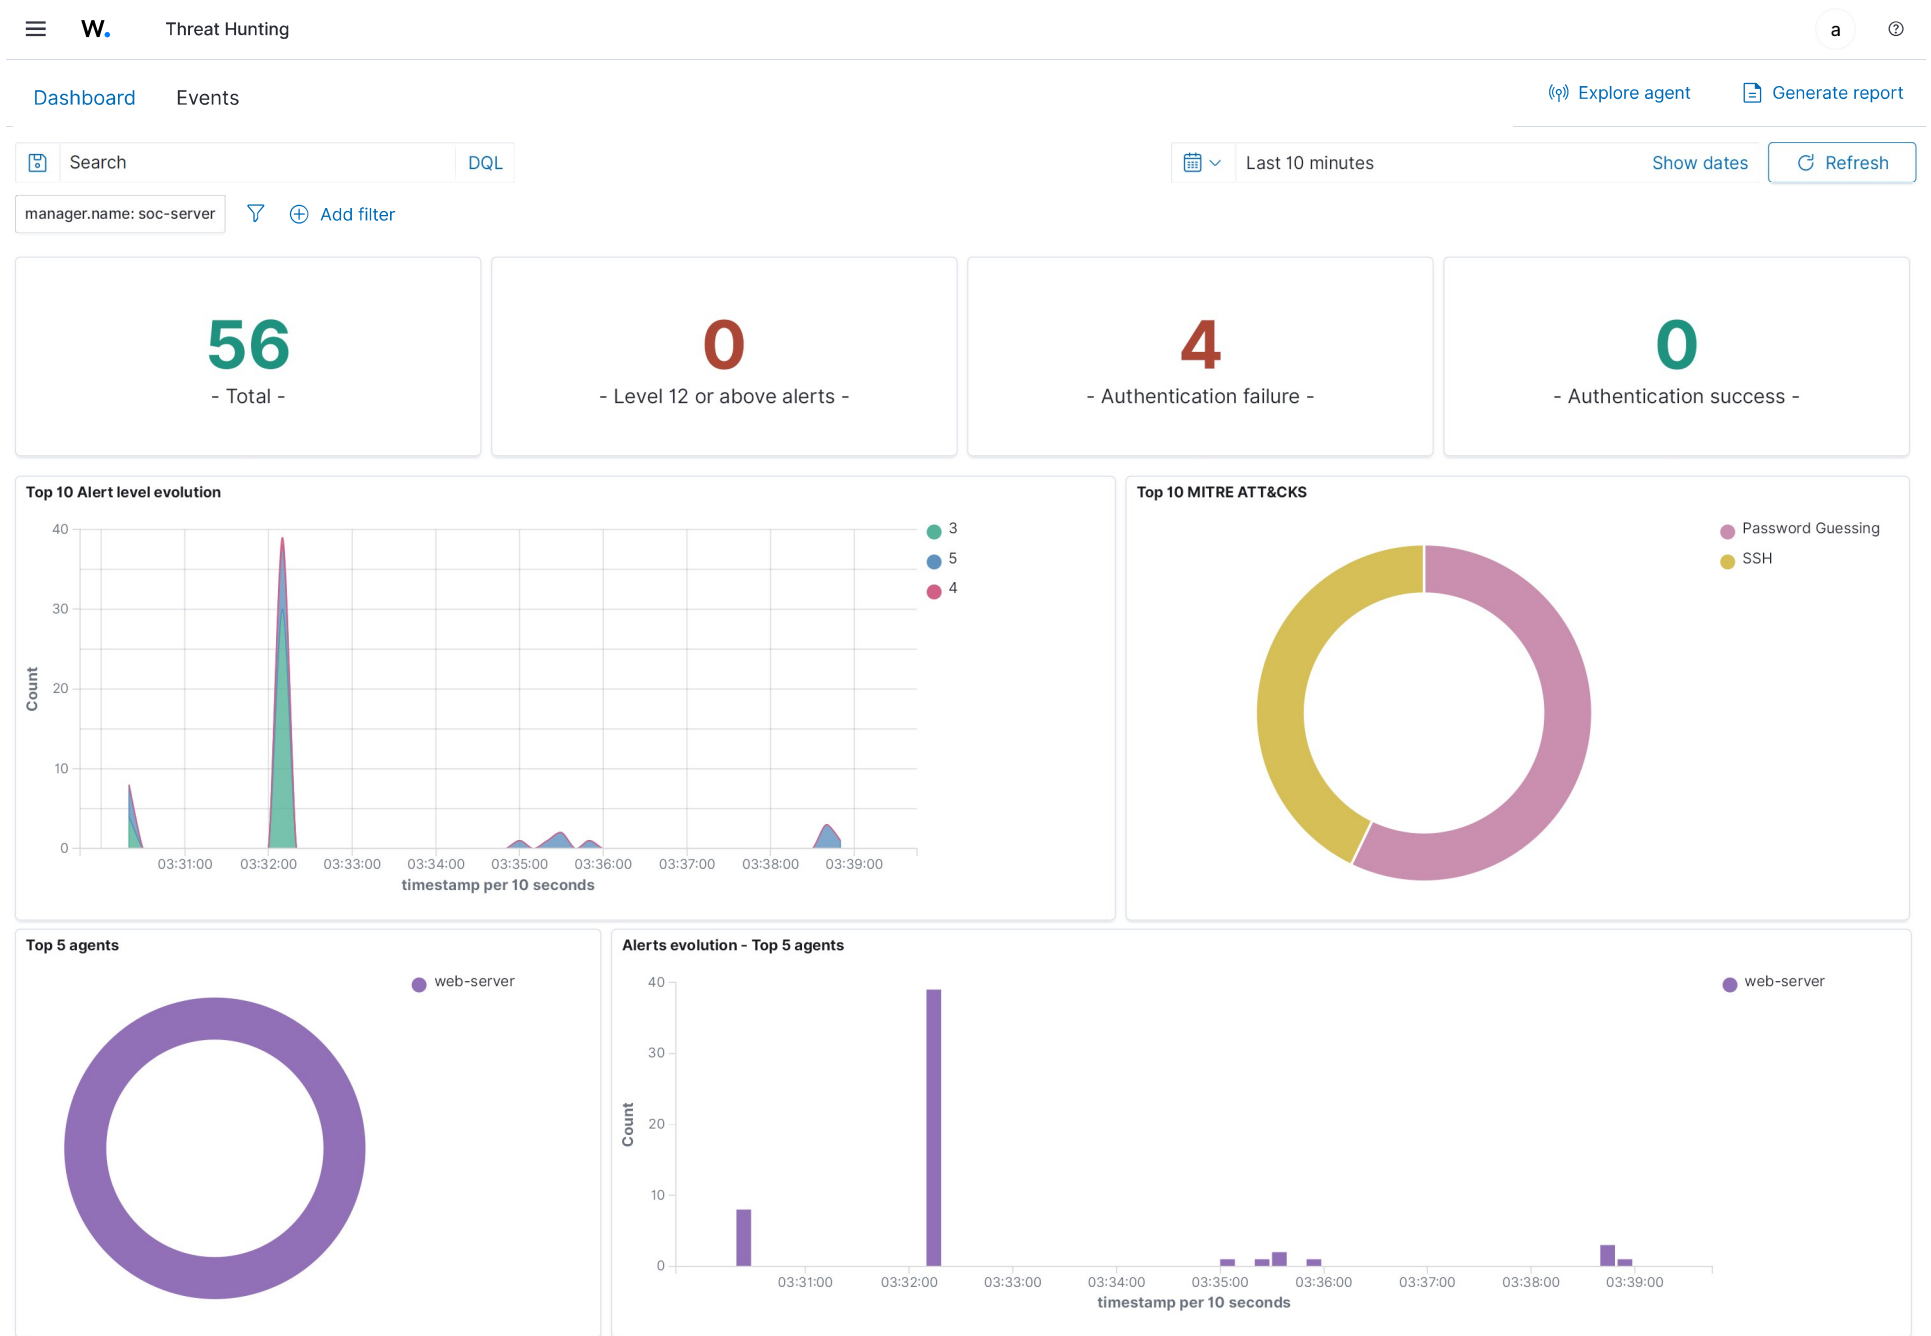 W. Threat Hunting a
Dashboard Events Explore agent Generate report
Search DQL Last 10 minutes Show dates Refresh
manager.name: soc-server Add filter
56
- Total -
0
- Level 12 or above alerts -
4
- Authentication failure -
0
- Authentication success -
Top 10 Alert level evolution
40
30
20
10
0
Count
03:31:00 03:32:00 03:33:00 03:34:00 03:35:00 03:36:00 03:37:00 03:38:00 03:39:00
timestamp per 10 seconds
3
5
4
Top 10 MITRE ATT&CKS
Password Guessing
SSH
Top 5 agents
web-server
Alerts evolution - Top 5 agents
40
30
20
10
0
Count
03:31:00 03:32:00 03:33:00 03:34:00 03:35:00 03:36:00 03:37:00 03:38:00 03:39:00
timestamp per 10 seconds
web-server